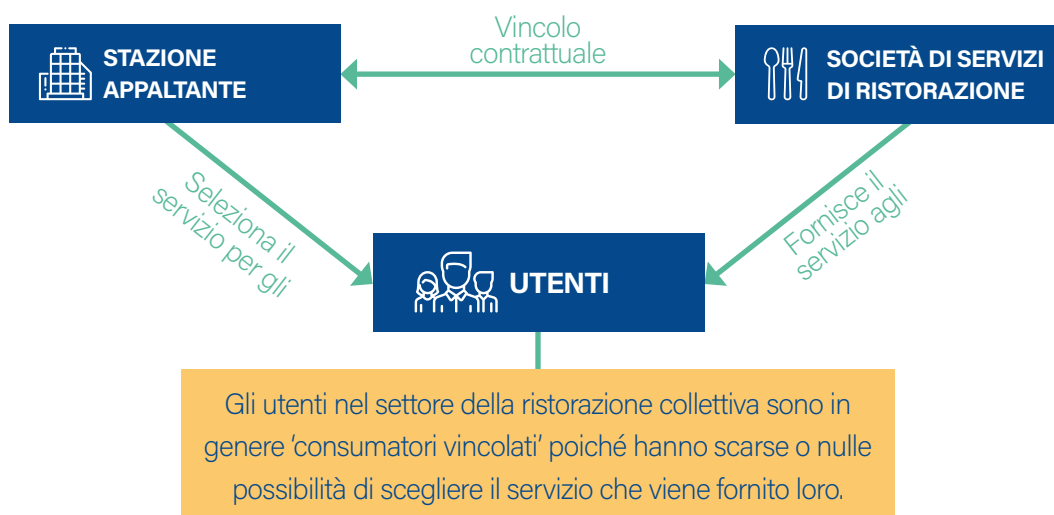 Vincolo
contrattuale
STAZIONE
APPALTANTE
SOCIETÀ DI SERVIZI
DI RISTORAZIONE
Seleziona il
servizio per gli
Fornisce il
servizio agli
UTENTI
Gli utenti nel settore della ristorazione collettiva sono in
genere ‘consumatori vincolati’ poiché hanno scarse o nulle
possibilità di scegliere il servizio che viene fornito loro.